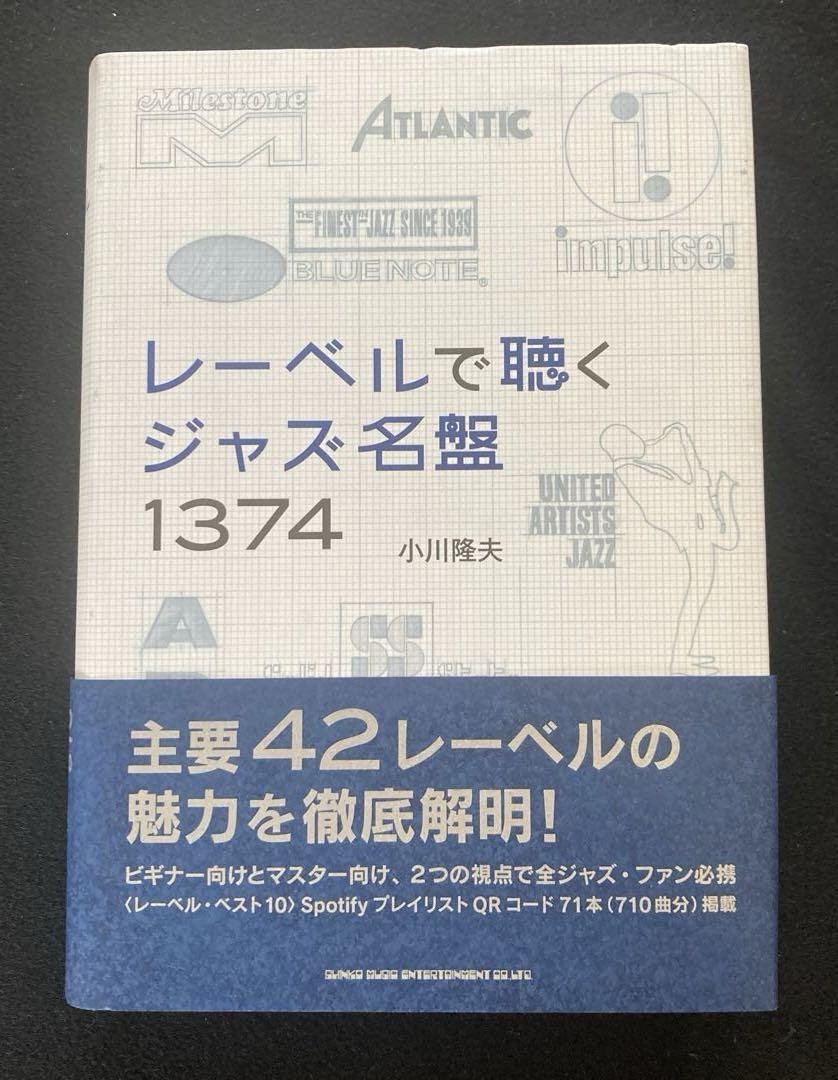 Milestone
M
ATLANTIC
i!
impulse!
THE FINEST IN JAZZ SINCE 1939
BLUE NOTE®
レーベルで聴く
ジャズ名盤
1374
小川隆夫
UNITED
ARTISTS
JAZZ
A
SS
主要42レーベルの
魅力を徹底解明!
ビギナー向けとマスター向け、2つの視点で全ジャズ・ファン必携
〈レーベル・ベスト10〉Spotify プレイリスト QR コード 71本(710曲分)掲載
SHINKO MUSIC ENTERTAINMENT CO.,LTD.